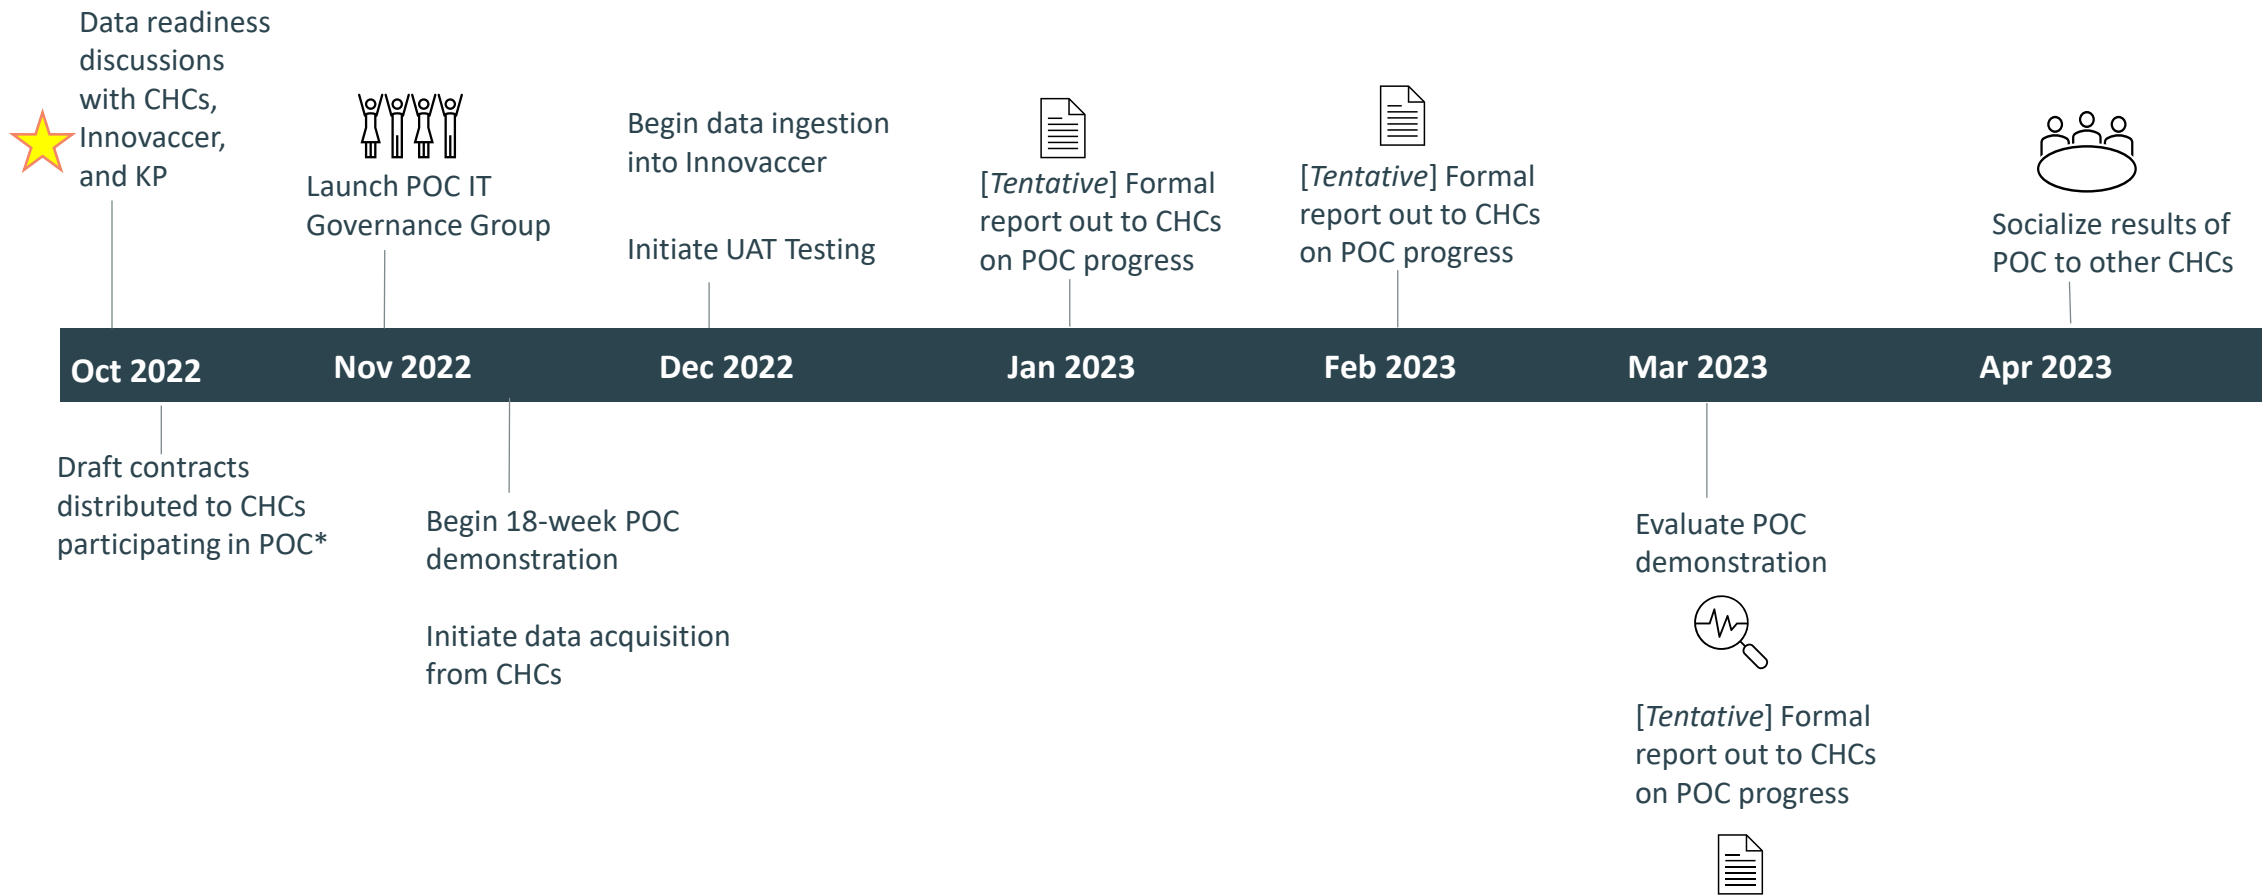 Data readiness
discussions
with CHCs,
Innovaccer,
and KP
Launch POC IT
Governance Group
Begin data ingestion
into Innovaccer
Initiate UAT Testing
[Tentative] Formal
report out to CHCs
on POC progress
[Tentative] Formal
report out to CHCs
on POC progress
Socialize results of
POC to other CHCs
Oct 2022
Nov 2022
Dec 2022
Jan 2023
Feb 2023
Mar 2023
Apr 2023
Draft contracts
distributed to CHCs
participating in POC*
Begin 18-week POC
demonstration
Initiate data acquisition
from CHCs
Evaluate POC
demonstration
[Tentative] Formal
report out to CHCs
on POC progress